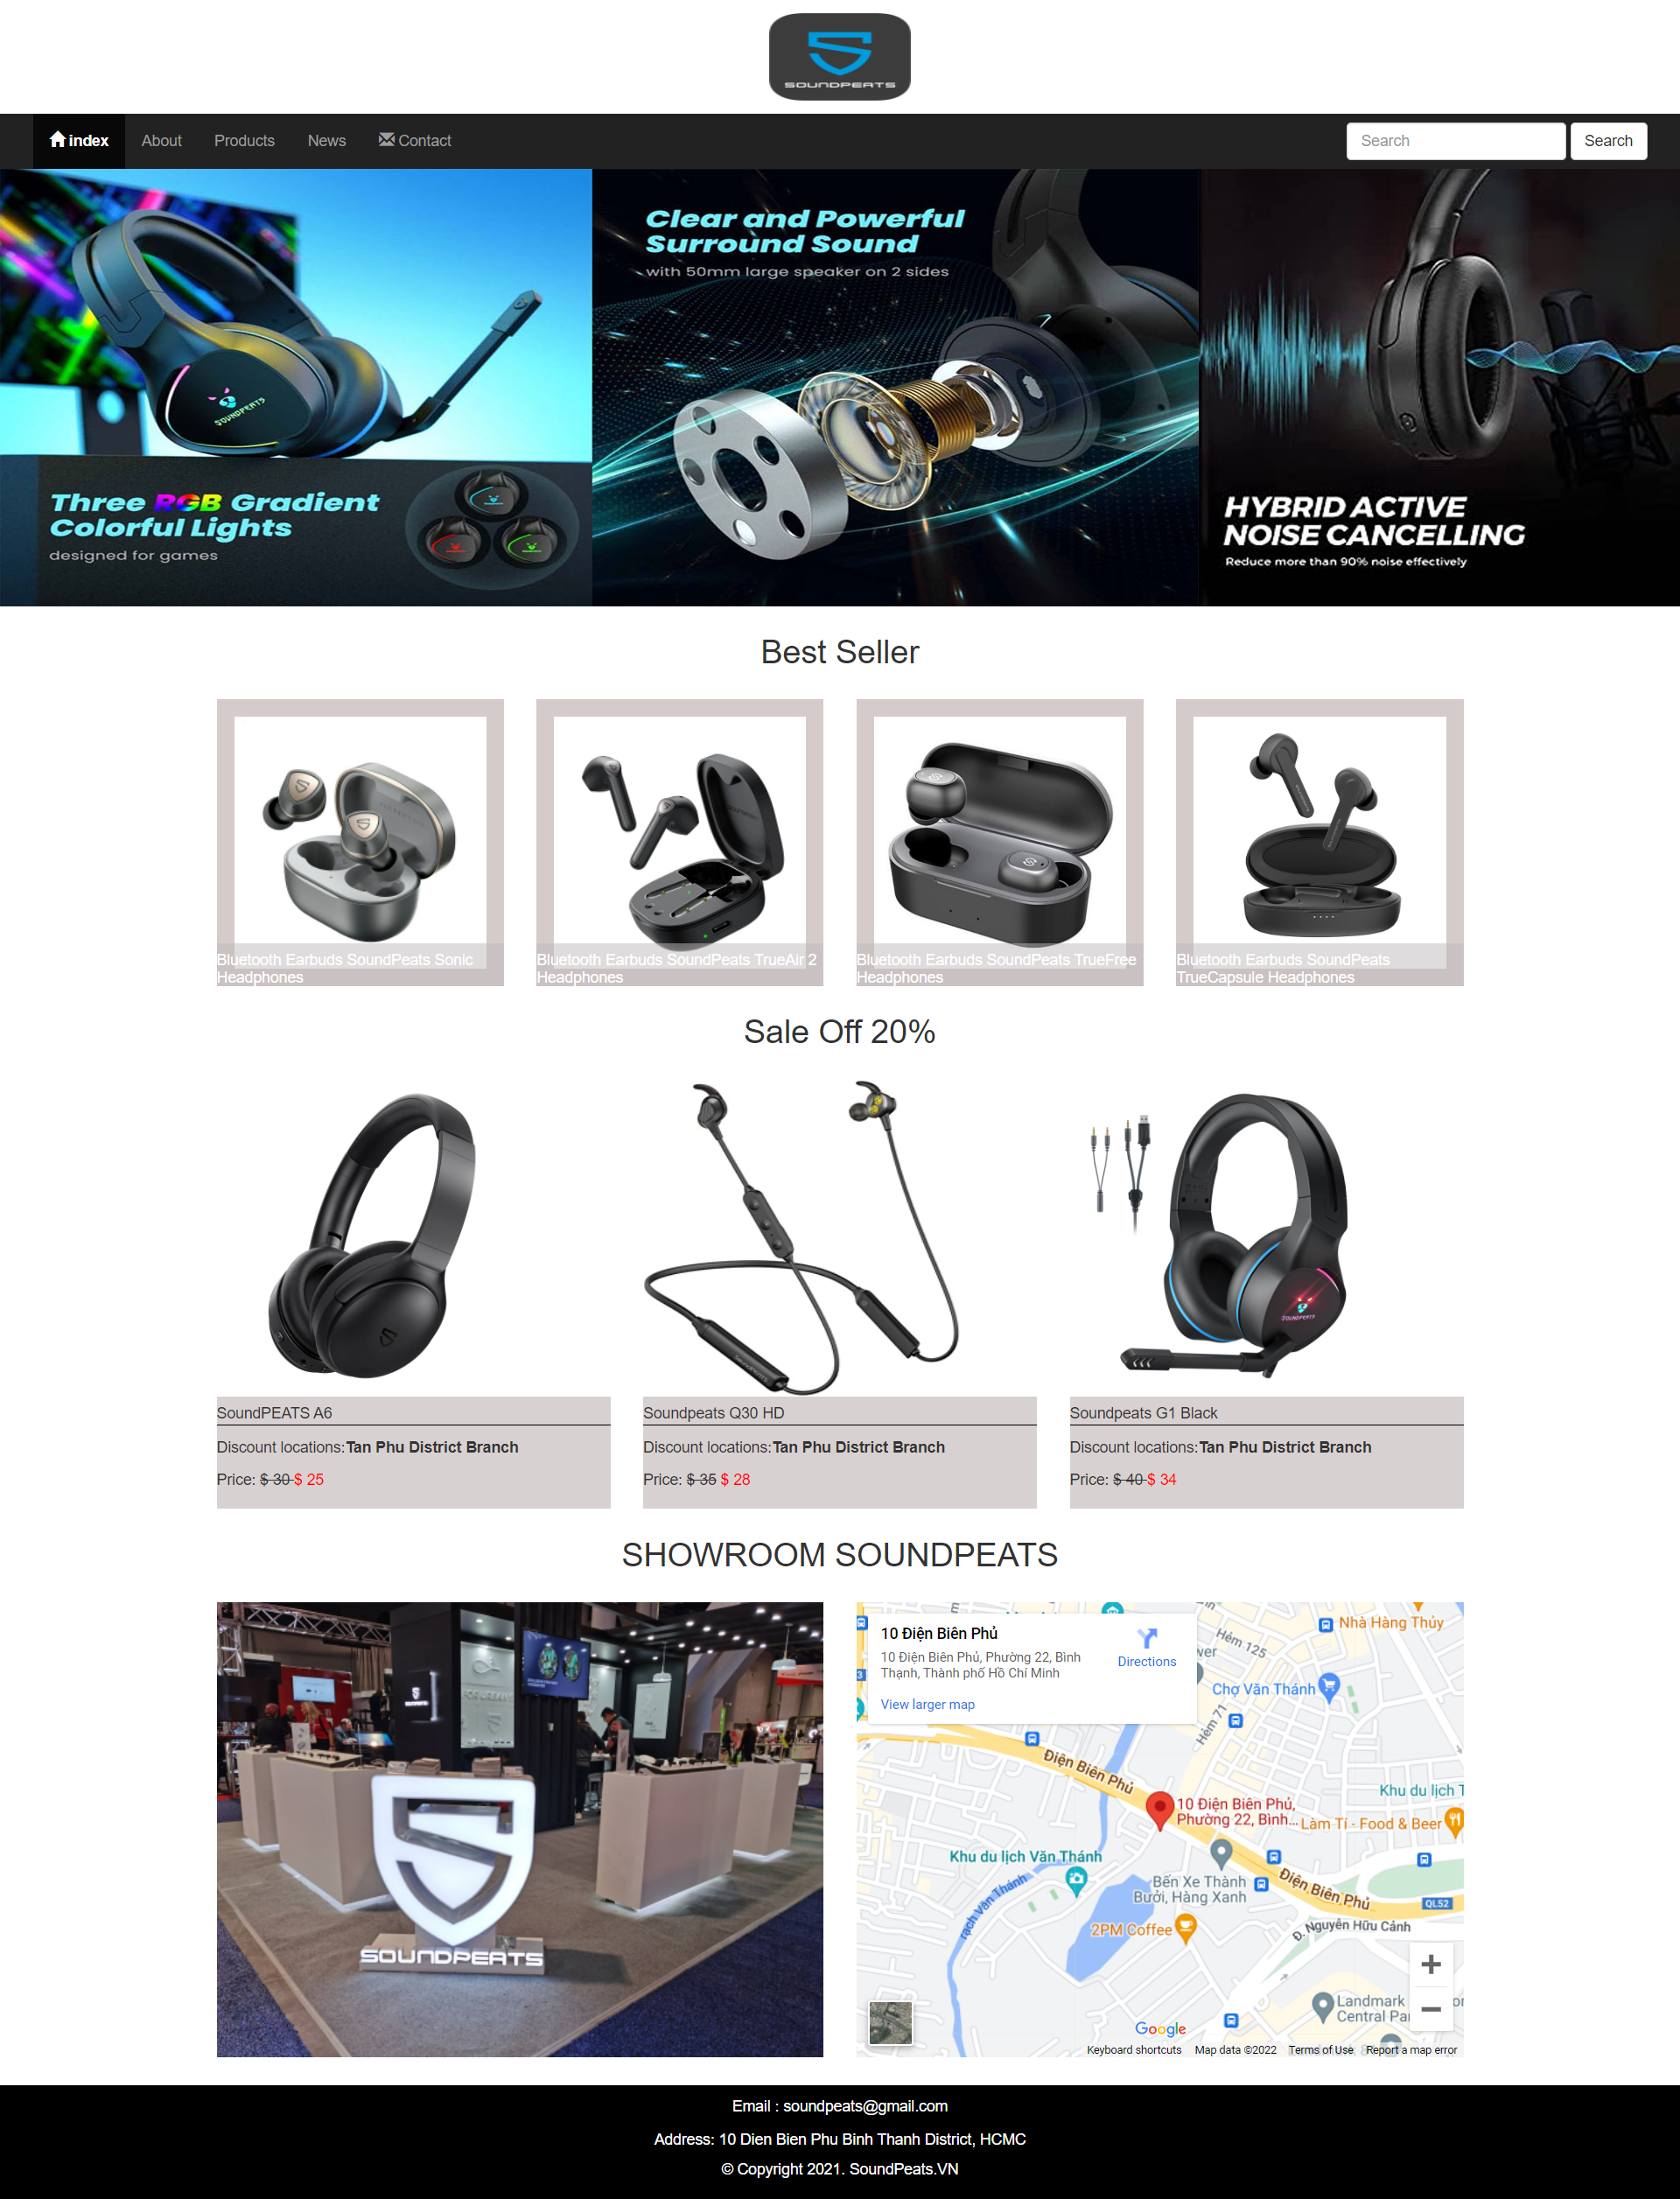 SOUNDPEATS
index
About
Products
News
Contact
Search
Search
SOUNDPEATS
Three RGB Gradient
Colorful Lights
designed for games
Clear and Powerful
Surround Sound
with 50mm large speaker on 2 sides
HYBRID ACTIVE
NOISE CANCELLING
Reduce more than 90% noise effectively
Best Seller
Bluetooth Earbuds SoundPeats Sonic
Headphones
Bluetooth Earbuds SoundPeats TrueAir 2
Headphones
Bluetooth Earbuds SoundPeats TrueFree
Headphones
Bluetooth Earbuds SoundPeats
TrueCapsule Headphones
Sale Off 20%
SOUNDPEATS
SoundPEATS A6
Discount locations:Tan Phu District Branch
Price: $ 30 $ 25
Soundpeats Q30 HD
Discount locations:Tan Phu District Branch
Price: $ 35 $ 28
Soundpeats G1 Black
Discount locations:Tan Phu District Branch
Price: $ 40 $ 34
SHOWROOM SOUNDPEATS
SOUNDPEATS
10 Điện Biên Phủ
10 Điện Biên Phủ, Phường 22, Bình
Thạnh, Thành phố Hồ Chí Minh
View larger map
Directions
Nhà Hàng Thủy
Hẻm 125
Chợ Văn Thánh
Hẻm 71
Điện Biên Phủ
Khu du lịch T
10 Điện Biên Phủ,
Phường 22, Bình...
Làm Tí - Food & Beer
Khu du lịch Văn Thánh
Bến Xe Thành
Bưởi, Hàng Xanh
Điện Biên Phủ
QL52
rạch Văn Thánh
2PM Coffee
Đ. Nguyễn Hữu Cảnh
Landmark
Central Pa
Google
Keyboard shortcuts
Map data ©2022
Terms of Use
Report a map error
Email : soundpeats@gmail.com
Address: 10 Dien Bien Phu Binh Thanh District, HCMC
© Copyright 2021. SoundPeats.VN